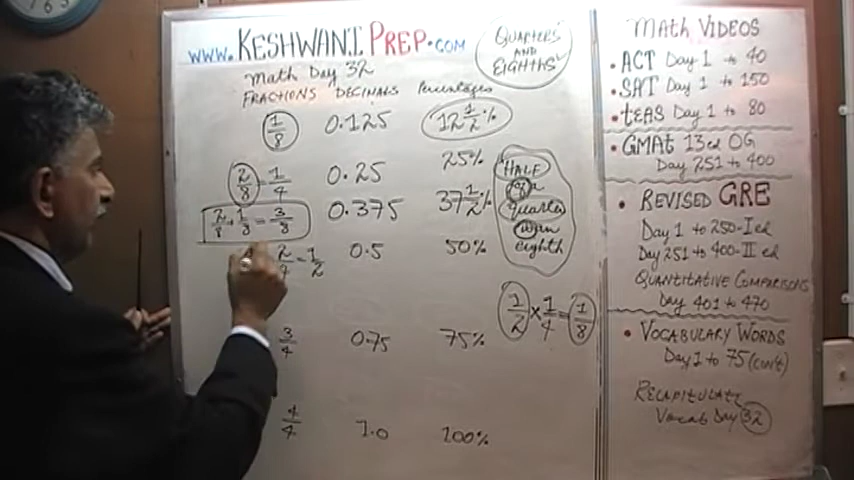 www.KESHWANI PREP.COM
QUARTERS
AND
EIGHTHS
Math Day 32
FRACTIONS DECIMALS Percentages
1/8 0.125 12 1/2 %
2/8 = 1/4 0.25 25%
2/8 + 1/8 = 3/8 0.375 37 1/2 %
2/4 = 1/2 0.5 50%
3/4 0.75 75%
4/4 1.0 100%
HALF
quarter
eighth
1/2 × 1/4 = 1/8
MATH VIDEOS
• ACT Day 1 to 40
• SAT Day 1 to 150
• tEAS Day 1 to 80
• GMAt 13 ed OG
Day 251 to 400
• REVISED GRE
Day 1 to 250-I ed
Day 251 to 400-II ed
QUANTITATIVE COMPARISONS
Day 401 to 470
• VOCABULARY WORDS
Day 1 to 75 (con't)
RECAPITULATE
Vocab Day 32